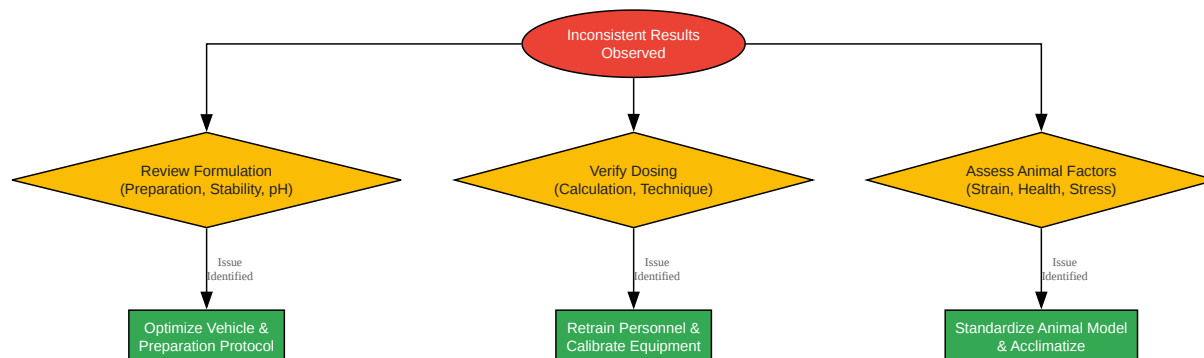 Inconsistent Results
Observed
Review Formulation
(Preparation, Stability, pH)
Verify Dosing
(Calculation, Technique)
Assess Animal Factors
(Strain, Health, Stress)
Issue
Identified
Issue
Identified
Issue
Identified
Optimize Vehicle &
Preparation Protocol
Retrain Personnel &
Calibrate Equipment
Standardize Animal Model
& Acclimatize